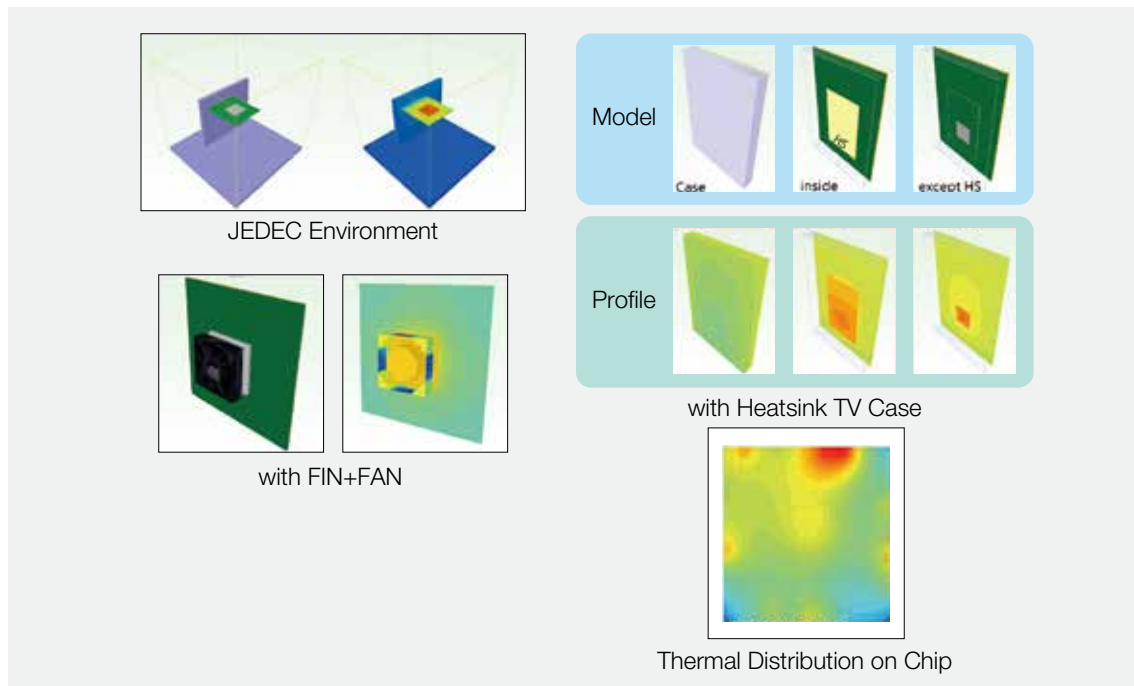 JEDEC Environment
with FIN+FAN
Model
Case
inside
HS
except HS
Profile
with Heatsink TV Case
Thermal Distribution on Chip